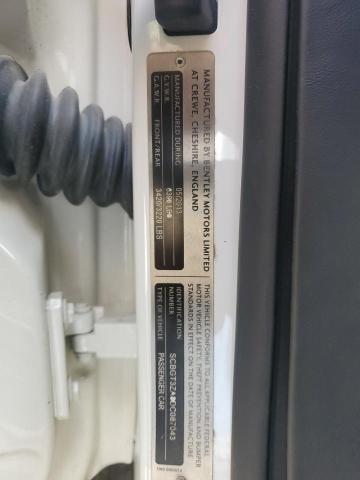 MANUFACTURED BY BENTLEY MOTORS LIMITED
AT CREWE, CHESHIRE, ENGLAND
MANUFACTURED DURING 05/2013
G.V.W.R.
G.A.W.R. FRONT/REAR 3420/3220 LBS
THIS VEHICLE CONFORMS TO ALL APPLICABLE FEDERAL
MOTOR VEHICLE SAFETY, THEFT PREVENTION AND BUMPER
STANDARDS IN EFFECT ON THE DATE OF MANUFACTURE
IDENTIFICATION
NUMBER
TYPE OF VEHICLE PASSENGER CAR